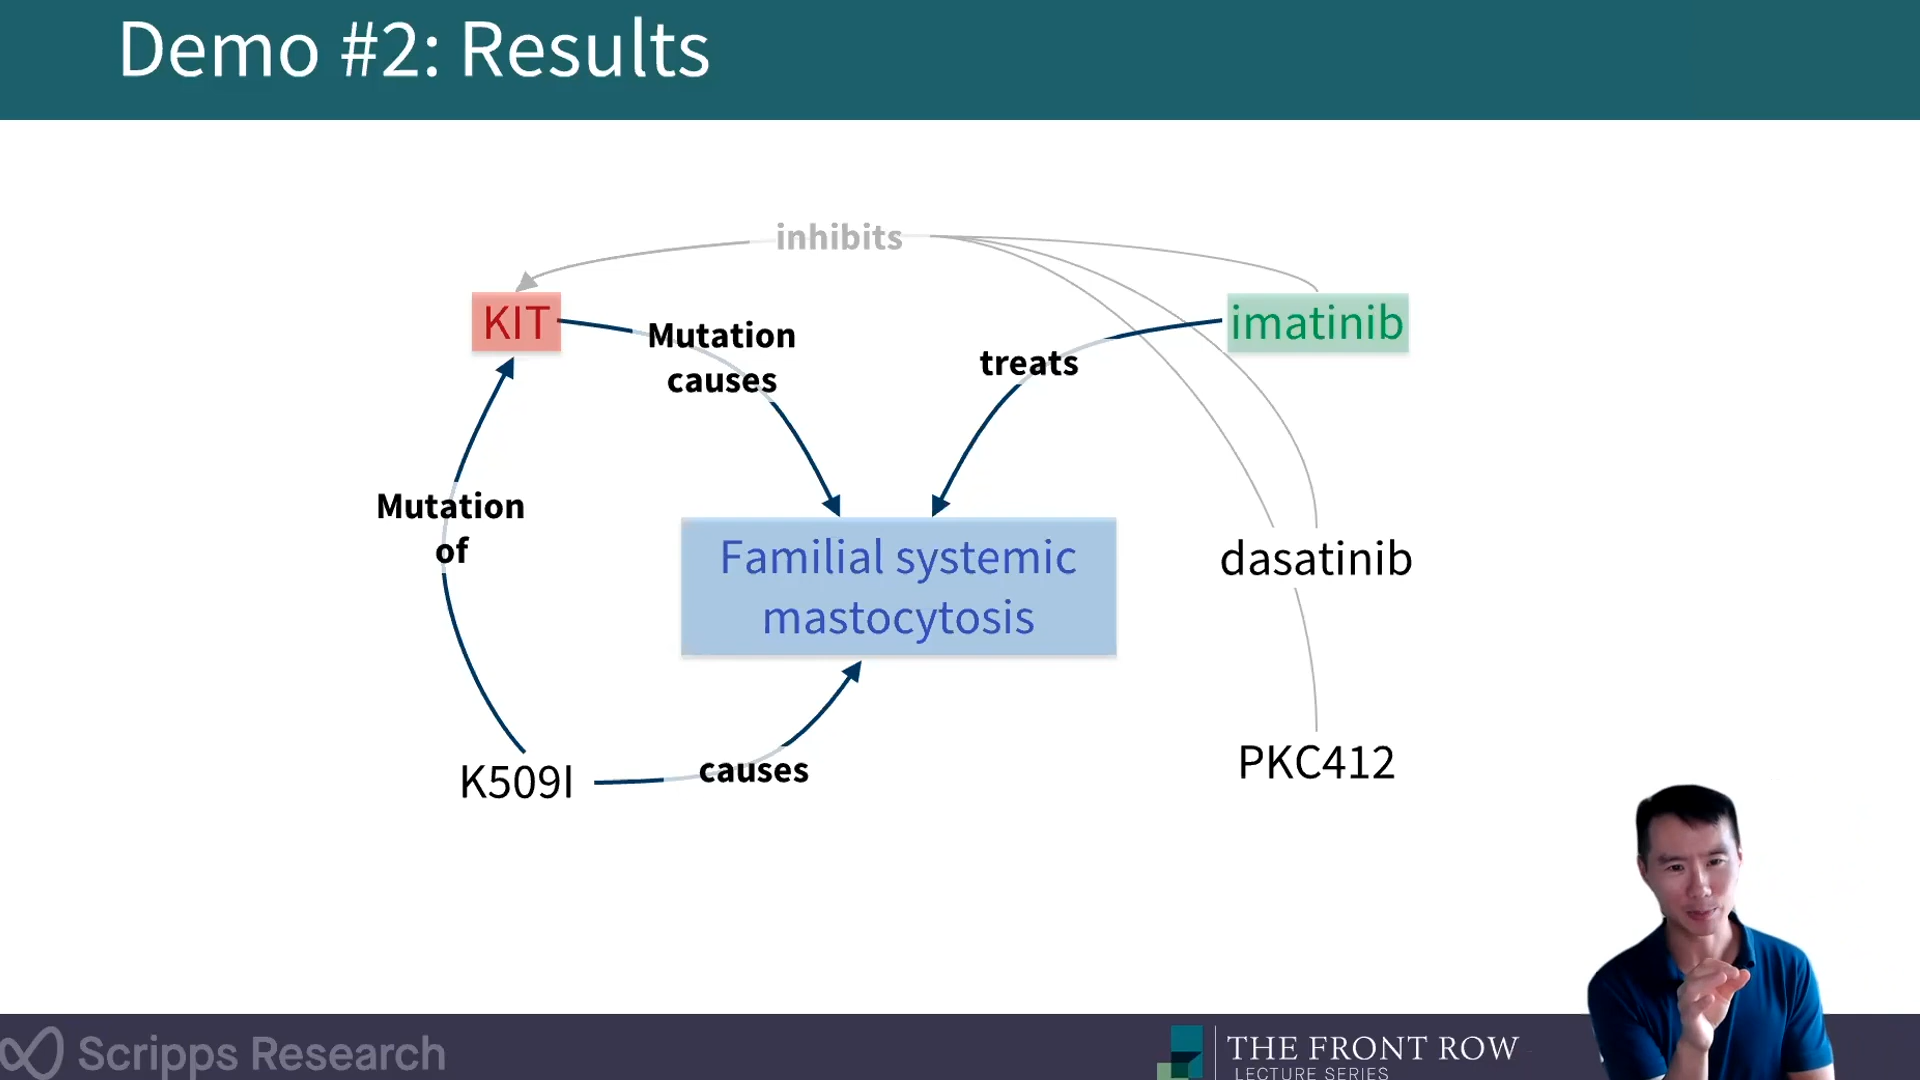 Demo #2: Results
inhibits
KIT
Mutation
causes
treats
imatinib
Mutation
of
Familial systemic
mastocytosis
dasatinib
K509I
causes
PKC412
Scripps Research
THE FRONT ROW
LECTURE SERIES